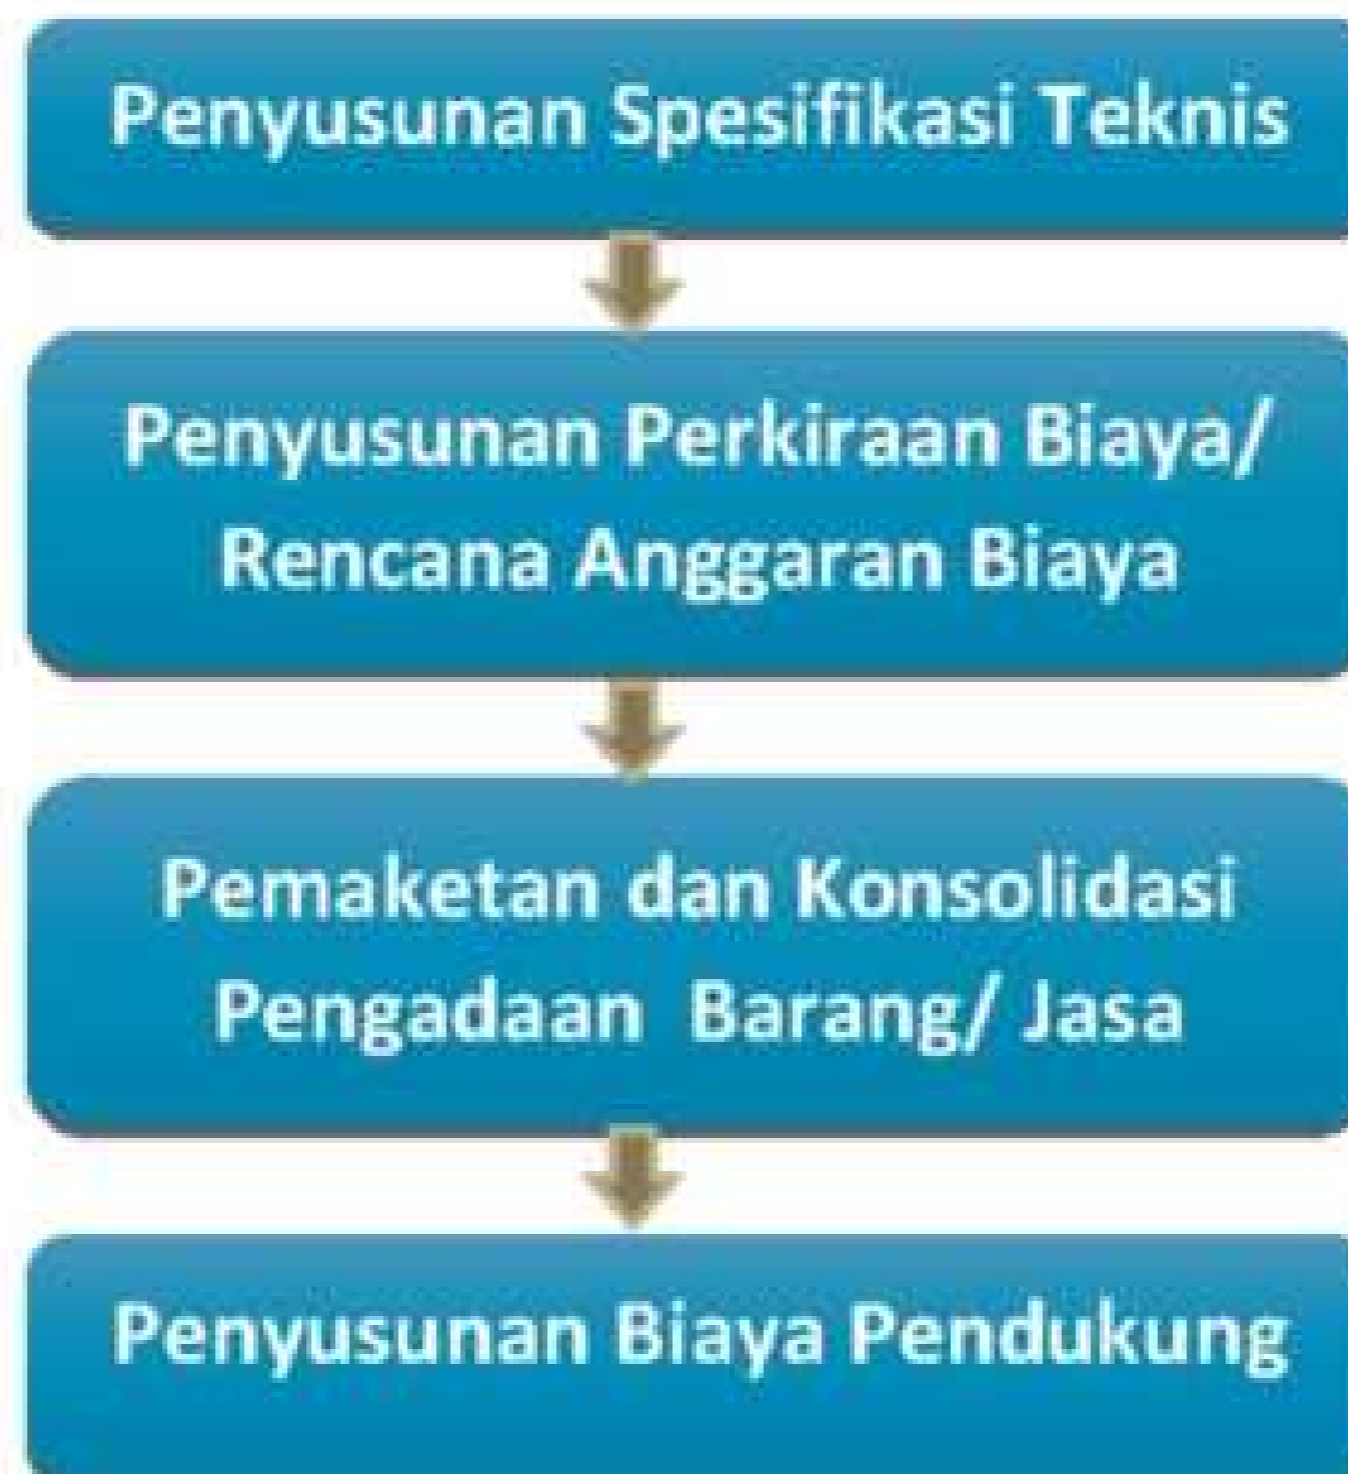 Penyusunan Spesifikasi Teknis
Penyusunan Perkiraan Biaya/
Rencana Anggaran Biaya
Pemaketan dan Konsolidasi
Pengadaan Barang/ Jasa
Penyusunan Biaya Pendukung